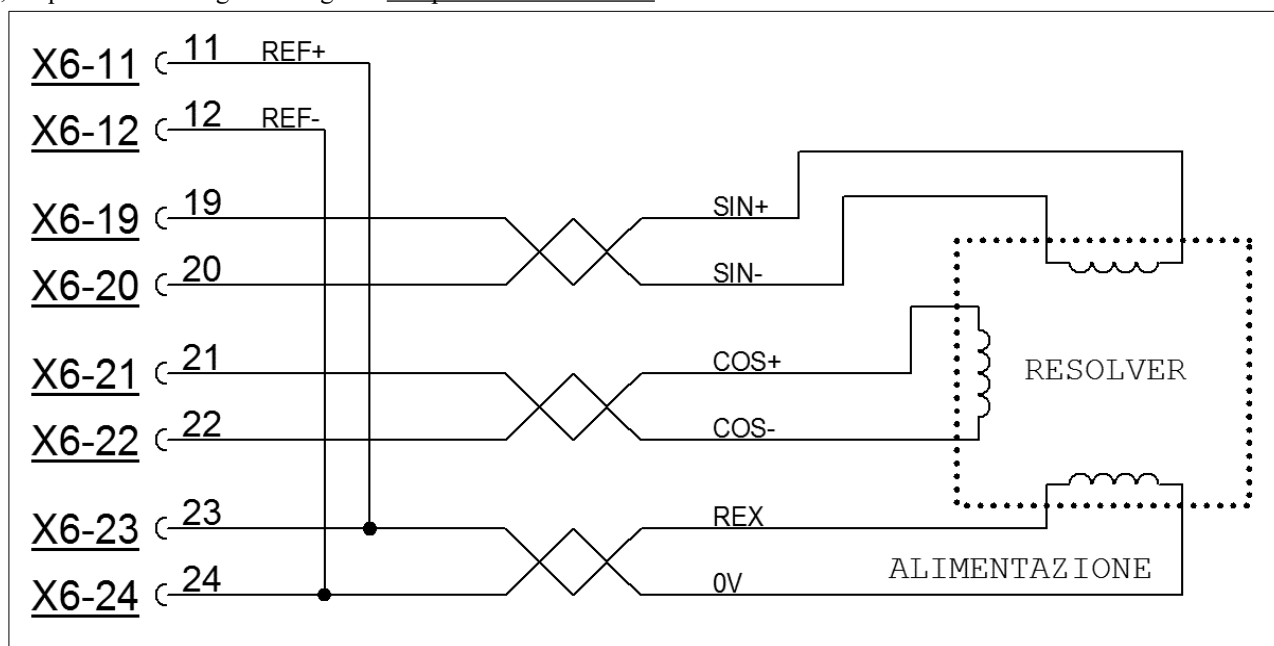 X6-11 11 REF+
X6-12 12 REF-
X6-19 19 SIN+
X6-20 20 SIN-
X6-21 21 COS+
X6-22 22 COS-
RESOLVER
X6-23 23 REX
ALIMENTAZIONE
X6-24 24 0V